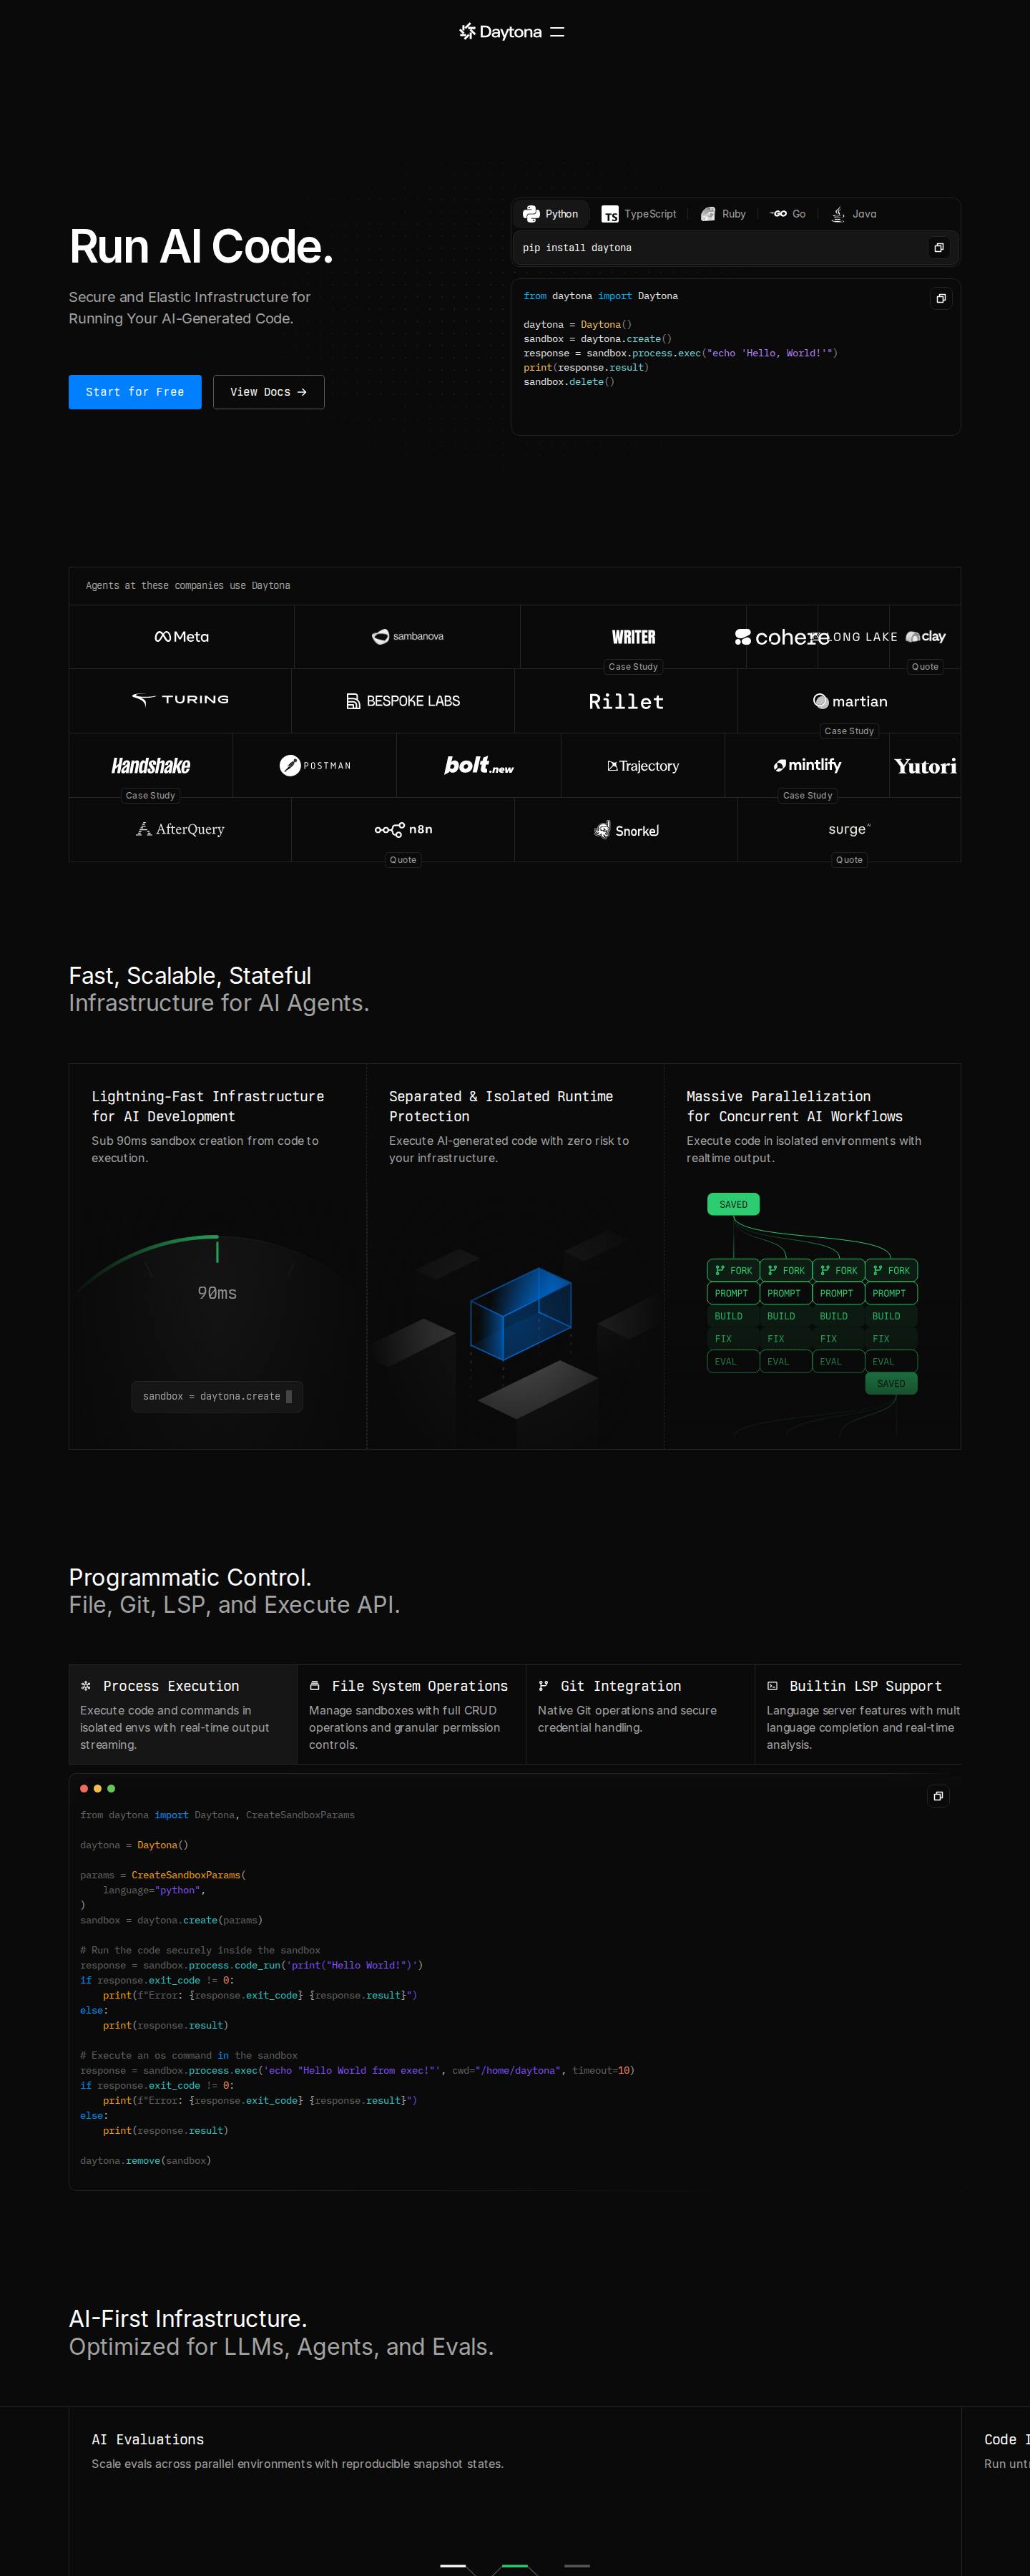 Daytona
Run AI Code.
Secure and Elastic Infrastructure for
Running Your AI-Generated Code.
Start for Free
View Docs →
Python TypeScript Ruby Go Java
pip install daytona
from daytona import Daytona
daytona = Daytona()
sandbox = daytona.create()
response = sandbox.process.exec("echo 'Hello, World!'")
print(response.result)
sandbox.delete()
Agents at these companies use Daytona
Meta sambanova WRITER cohere LONG LAKE clay
Case Study Quote
TURING BESPOKE LABS Rillet martian
Case Study
Handshake POSTMAN bolt.new Trajectory mintlify Yutori
Case Study Case Study
AfterQuery n8n Snorkel surge
Quote Quote
Fast, Scalable, Stateful
Infrastructure for AI Agents.
Lightning-Fast Infrastructure
for AI Development
Sub 90ms sandbox creation from code to
execution.
90ms
sandbox = daytona.create
Separated & Isolated Runtime
Protection
Execute AI-generated code with zero risk to
your infrastructure.
Massive Parallelization
for Concurrent AI Workflows
Execute code in isolated environments with
realtime output.
SAVED
FORK FORK FORK FORK
PROMPT PROMPT PROMPT PROMPT
BUILD BUILD BUILD BUILD
FIX FIX FIX FIX
EVAL EVAL EVAL EVAL
SAVED
Programmatic Control.
File, Git, LSP, and Execute API.
Process Execution
Execute code and commands in
isolated envs with real-time output
streaming.
File System Operations
Manage sandboxes with full CRUD
operations and granular permission
controls.
Git Integration
Native Git operations and secure
credential handling.
Builtin LSP Support
Language server features with mult
language completion and real-time
analysis.
from daytona import Daytona, CreateSandboxParams
daytona = Daytona()
params = CreateSandboxParams(
    language="python",
)
sandbox = daytona.create(params)
# Run the code securely inside the sandbox
response = sandbox.process.code_run('print("Hello World!")')
if response.exit_code != 0:
    print(f"Error: {response.exit_code} {response.result}")
else:
    print(response.result)
# Execute an os command in the sandbox
response = sandbox.process.exec('echo "Hello World from exec!"', cwd="/home/daytona", timeout=10)
if response.exit_code != 0:
    print(f"Error: {response.exit_code} {response.result}")
else:
    print(response.result)
daytona.remove(sandbox)
AI-First Infrastructure.
Optimized for LLMs, Agents, and Evals.
AI Evaluations
Scale evals across parallel environments with reproducible snapshot states.
Code I
Run unt